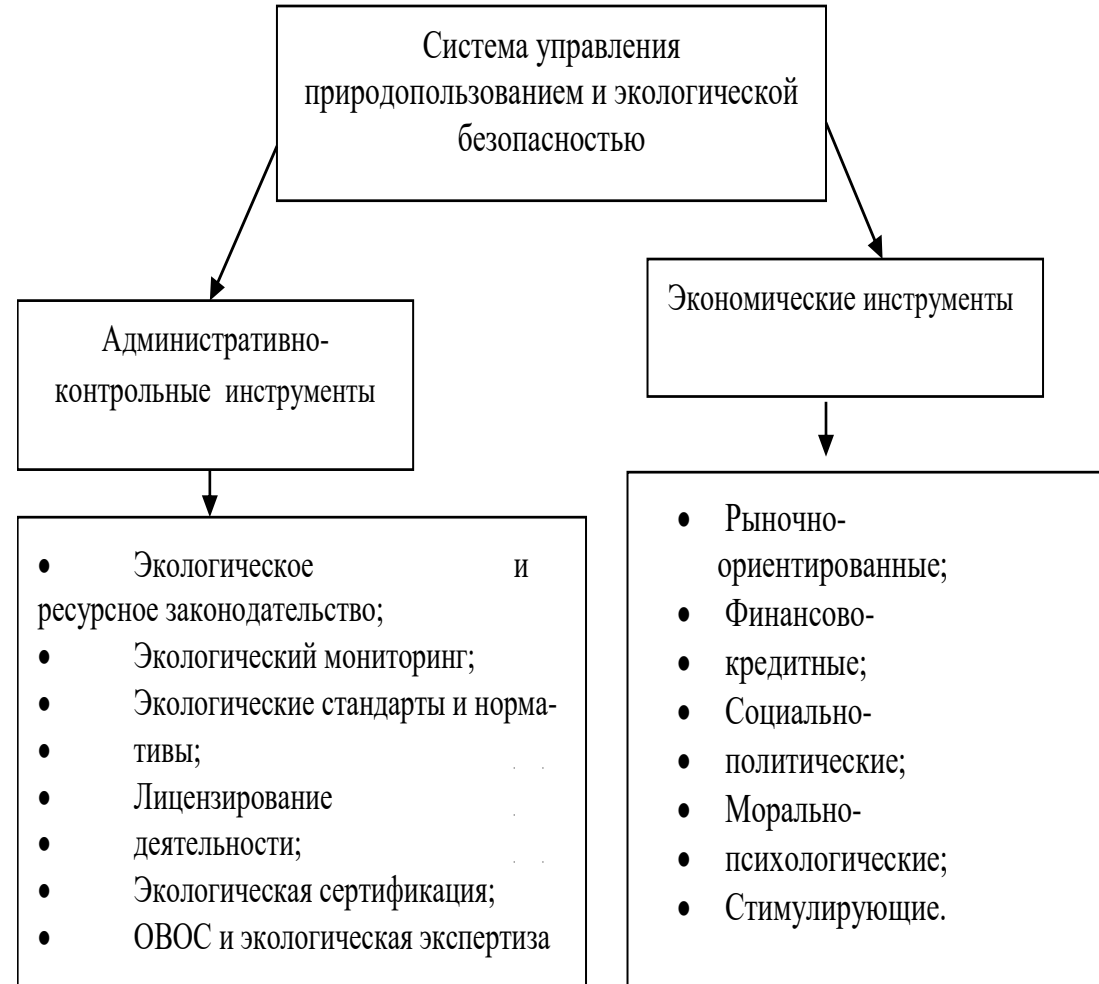 Система управления
природопользованием и экологической
безопасностью
Экономические инструменты
Административно-
контрольные инструменты
• Экологическое и
ресурсное законодательство;
• Экологический мониторинг;
• Экологические стандарты и норма-
• тивы;
• Лицензирование
• деятельности;
• Экологическая сертификация;
• ОВОС и экологическая экспертиза
• Рыночно-
ориентированные;
• Финансово-
• кредитные;
• Социально-
• политические;
• Морально-
• психологические;
• Стимулирующие.